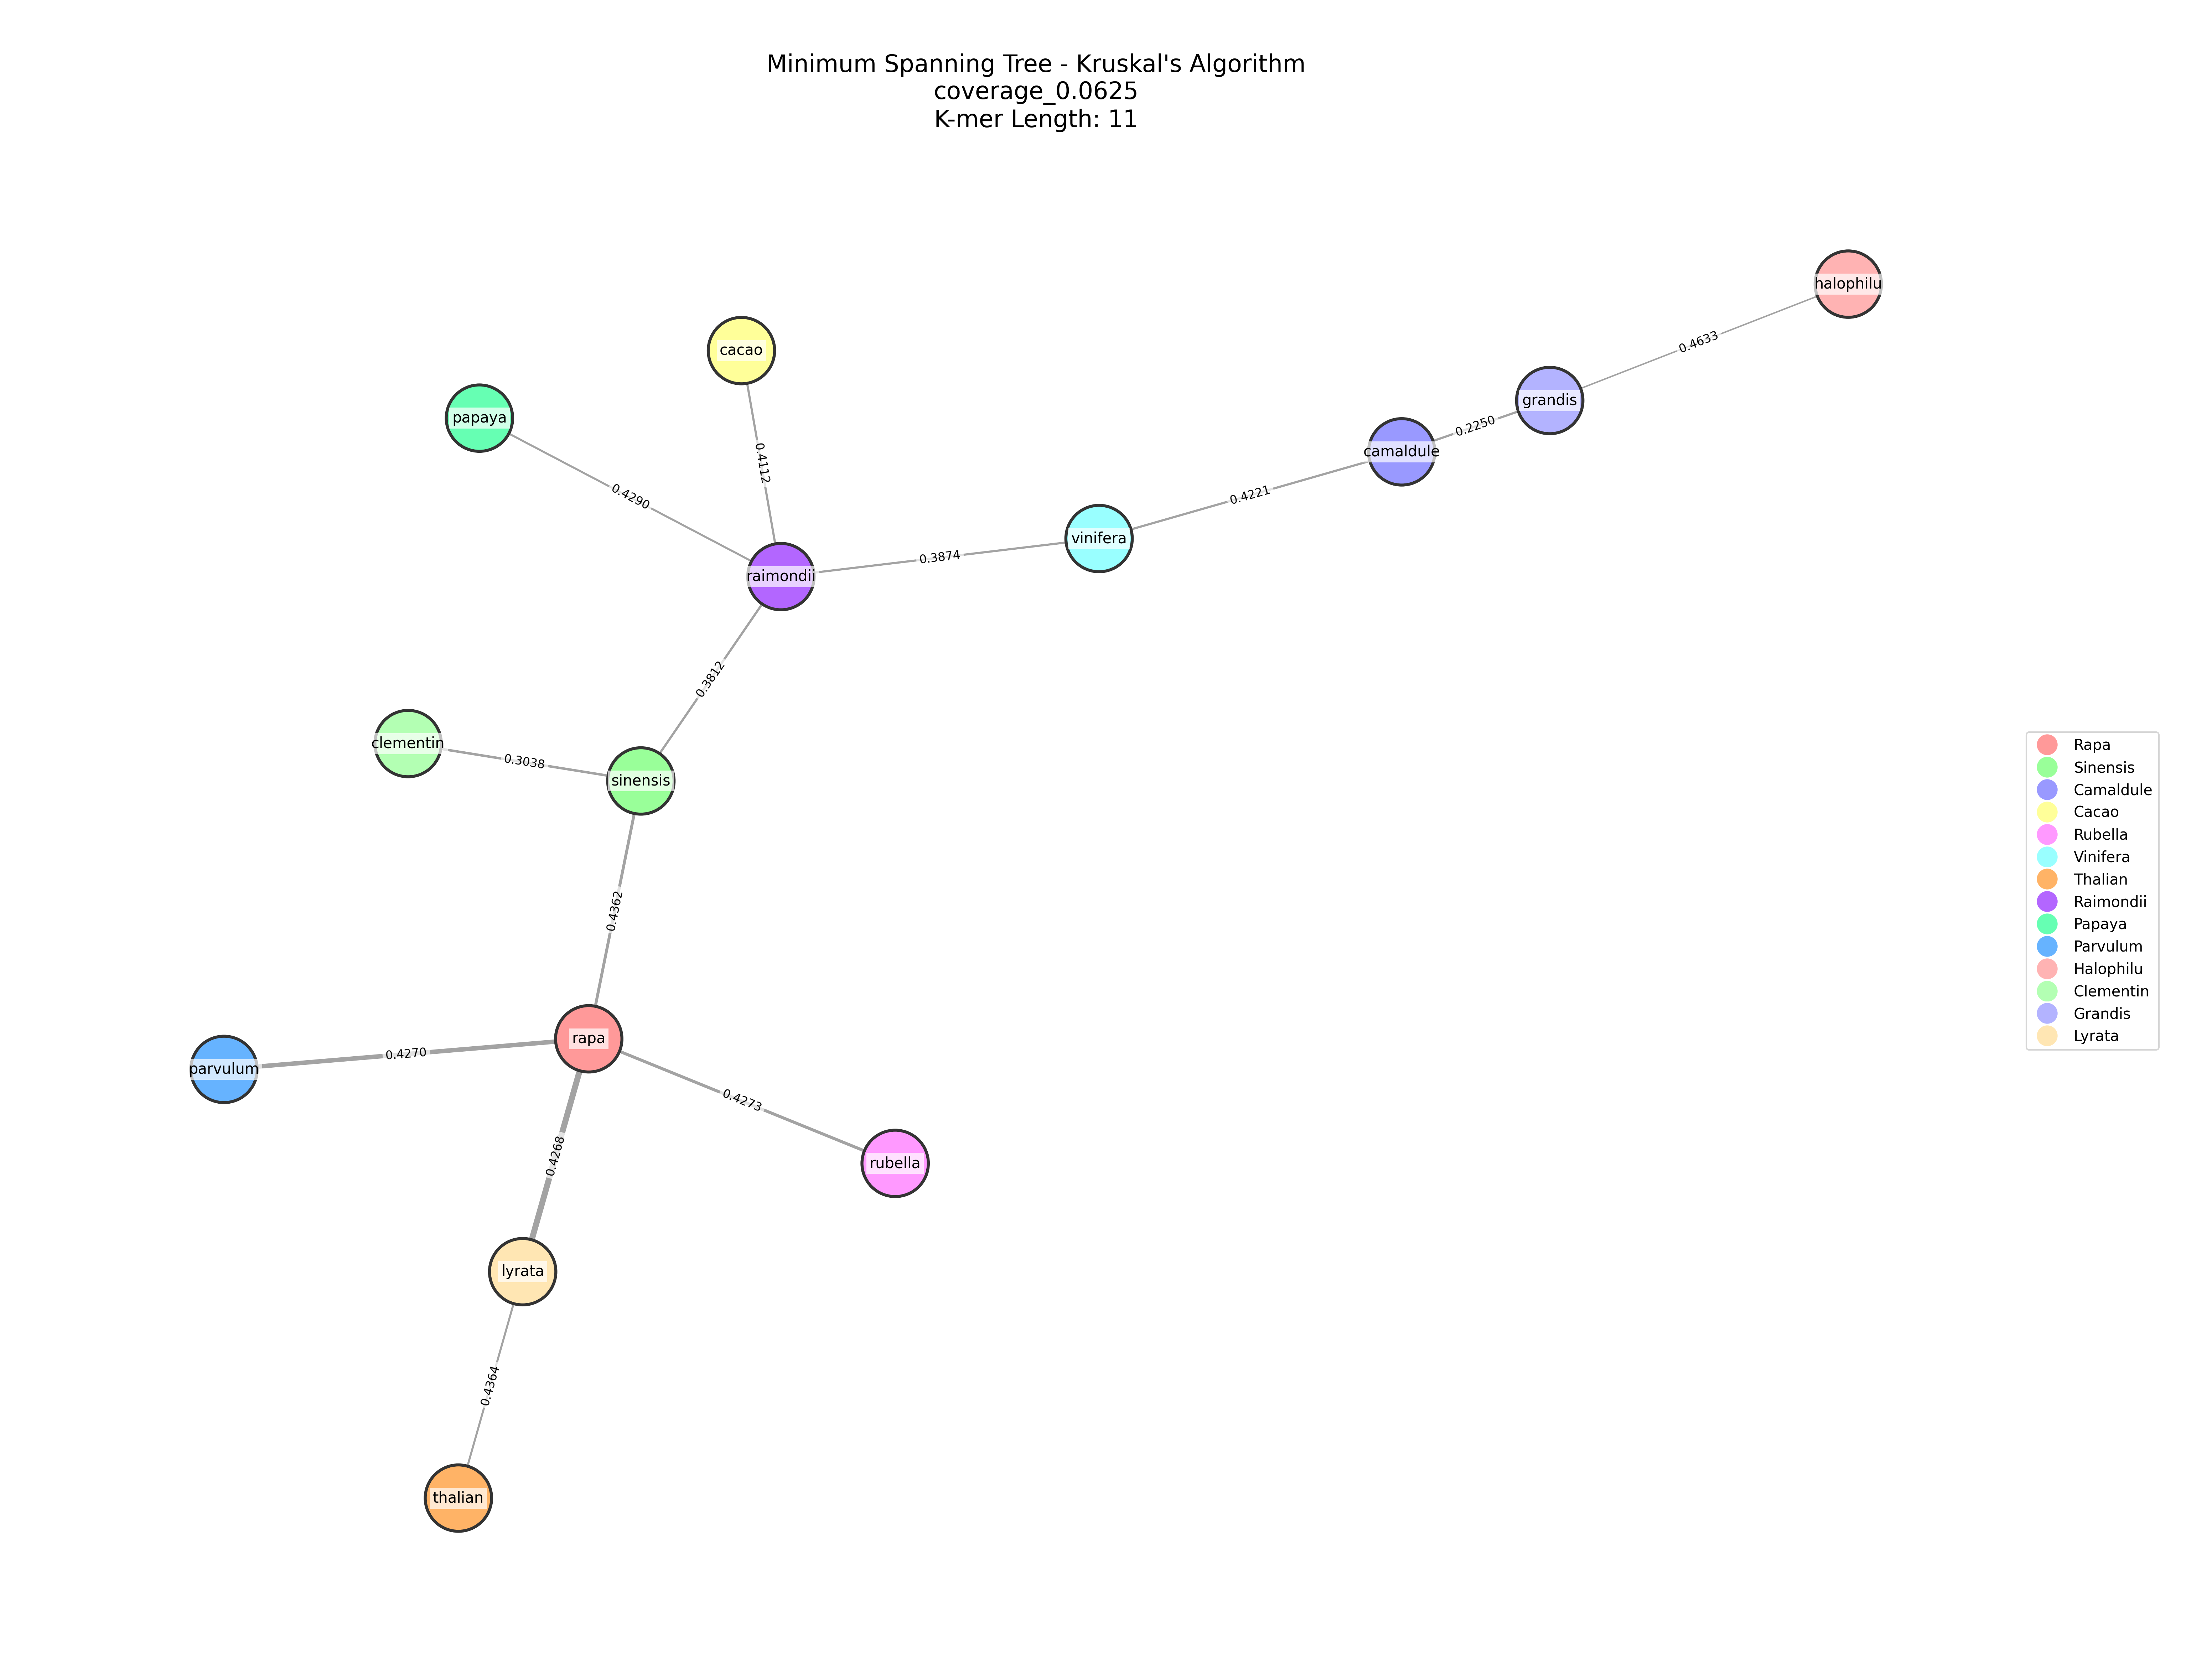 Minimum Spanning Tree - Kruskal's Algorithm
coverage_0.0625
K-mer Length: 11
halophilu
0.4633
cacao
grandis
papaya
0.2250
camaldule
0.4112
0.4290
0.4221
vinifera
0.3874
raimondii
0.3812
clementin
0.3038
sinensis
0.4362
rapa
0.4270
parvulum
0.4273
0.4268
rubella
lyrata
0.4364
thalian
Rapa
Sinensis
Camaldule
Cacao
Rubella
Vinifera
Thalian
Raimondii
Papaya
Parvulum
Halophilu
Clementin
Grandis
Lyrata